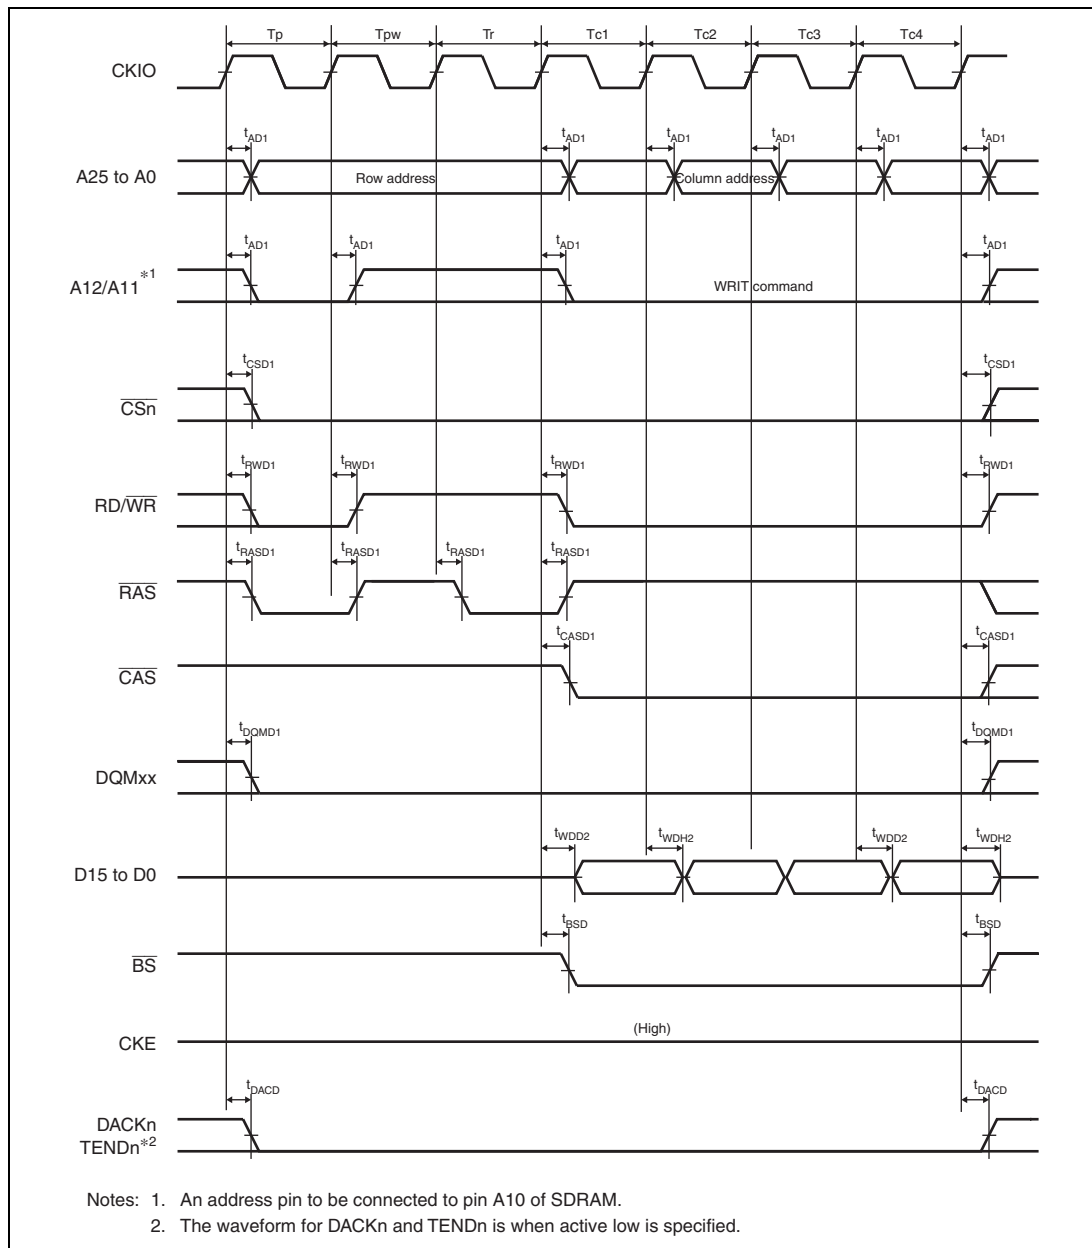 Tp Tpw Tr Tc1 Tc2 Tc3 Tc4
CKIO
tAD1 tAD1 tAD1 tAD1 tAD1 tAD1
A25 to A0 Row address Column address
tAD1 tAD1 tAD1 tAD1
A12/A11*1 WRIT command
tCSD1 tCSD1
CSn
tRWD1 tRWD1 tRWD1 tRWD1
RD/WR
tRASD1 tRASD1 tRASD1 tRASD1
RAS
tCASD1 tCASD1
CAS
tDQMD1 tDQMD1
DQMxx
tWDD2 tWDH2 tWDD2 tWDH2
D15 to D0
tBSD tBSD
BS
(High)
CKE
tDACD tDACD
DACKn
TENDn*2
Notes: 1. An address pin to be connected to pin A10 of SDRAM.
2. The waveform for DACKn and TENDn is when active low is specified.